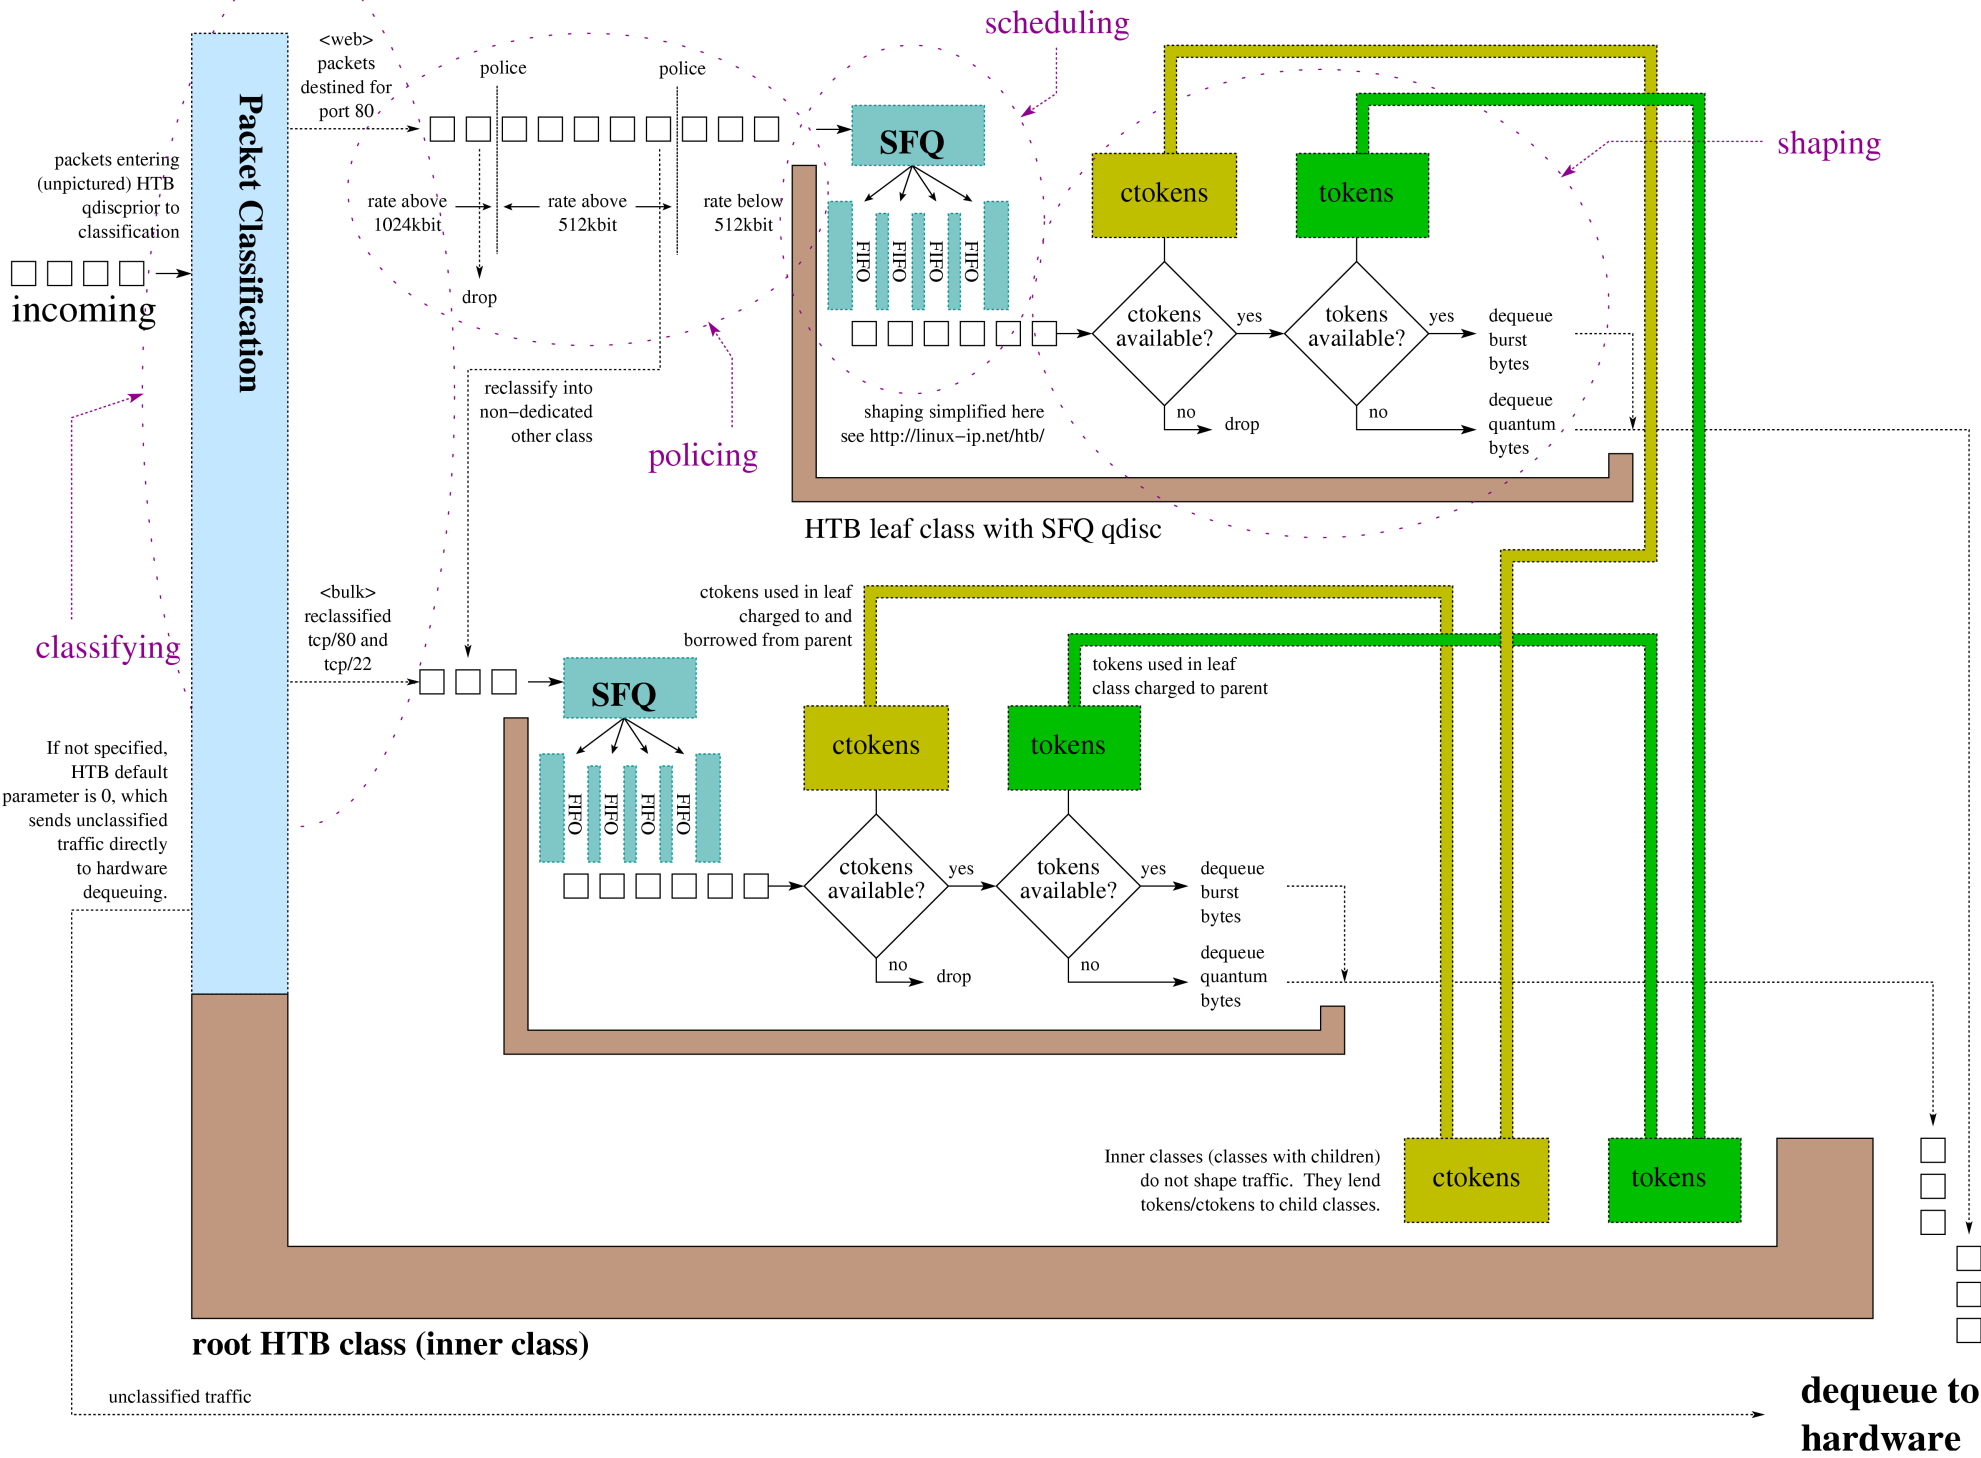 scheduling
<web>
packets
destined for
port 80
police
police
Packet Classification
SFQ
shaping
packets entering
(unpictured) HTB
qdiscprior to
classification
ctokens
tokens
rate above
1024kbit
rate above
512kbit
rate below
512kbit
FIFO
FIFO
FIFO
FIFO
incoming
drop
ctokens
available?
yes
tokens
available?
yes
dequeue
burst
bytes
no
drop
no
dequeue
quantum
bytes
reclassify into
non-dedicated
other class
shaping simplified here
see http://linux-ip.net/htb/
policing
HTB leaf class with SFQ qdisc
classifying
<bulk>
reclassified
tcp/80 and
tcp/22
ctokens used in leaf
charged to and
borrowed from parent
tokens used in leaf
class charged to parent
SFQ
ctokens
tokens
If not specified,
HTB default
parameter is 0, which
sends unclassified
traffic directly
to hardware
dequeuing.
FIFO
FIFO
FIFO
FIFO
ctokens
available?
yes
tokens
available?
yes
dequeue
burst
bytes
no
drop
no
dequeue
quantum
bytes
Inner classes (classes with children)
do not shape traffic.  They lend
tokens/ctokens to child classes.
ctokens
tokens
root HTB class (inner class)
unclassified traffic
dequeue to
hardware